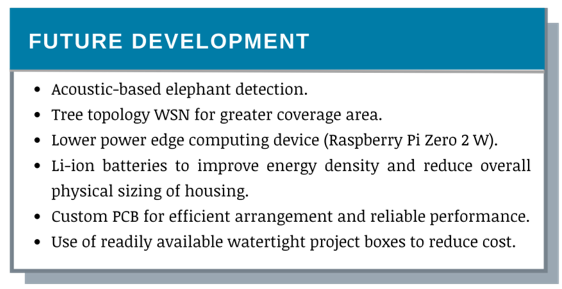 FUTURE DEVELOPMENT
• Acoustic-based elephant detection.
• Tree topology WSN for greater coverage area.
• Lower power edge computing device (Raspberry Pi Zero 2 W).
• Li-ion batteries to improve energy density and reduce overall
physical sizing of housing.
• Custom PCB for efficient arrangement and reliable performance.
• Use of readily available watertight project boxes to reduce cost.